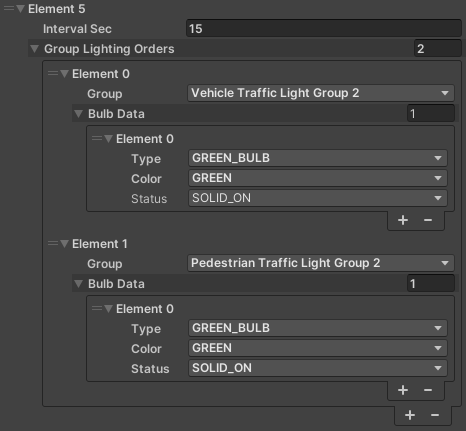 Element 5
Interval Sec 15
Group Lighting Orders 2
Element 0
Group Vehicle Traffic Light Group 2
Bulb Data 1
Element 0
Type GREEN_BULB
Color GREEN
Status SOLID_ON
+ −
Element 1
Group Pedestrian Traffic Light Group 2
Bulb Data 1
Element 0
Type GREEN_BULB
Color GREEN
Status SOLID_ON
+ −
+ −